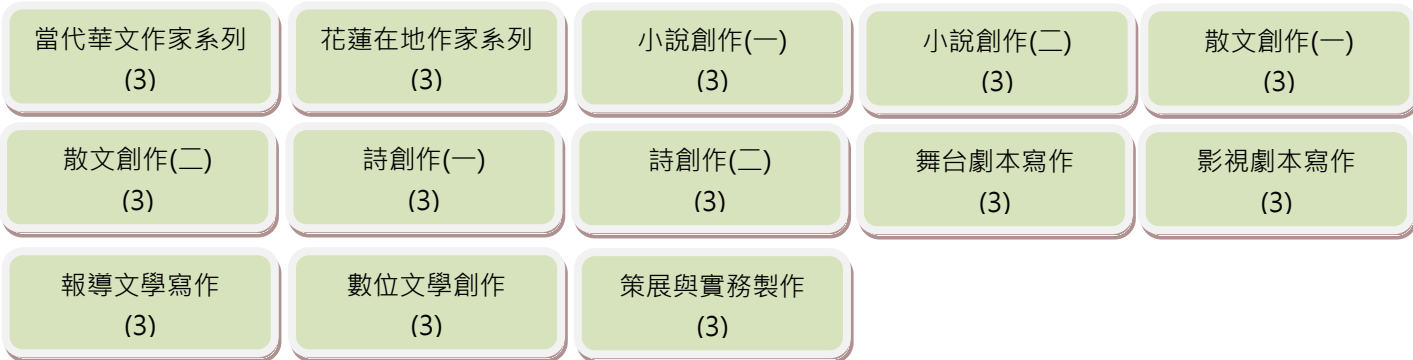 當代華文作家系列
(3)
花蓮在地作家系列
(3)
小說創作(一)
(3)
小說創作(二)
(3)
散文創作(一)
(3)
散文創作(二)
(3)
詩創作(一)
(3)
詩創作(二)
(3)
舞台劇本寫作
(3)
影視劇本寫作
(3)
報導文學寫作
(3)
數位文學創作
(3)
策展與實務製作
(3)